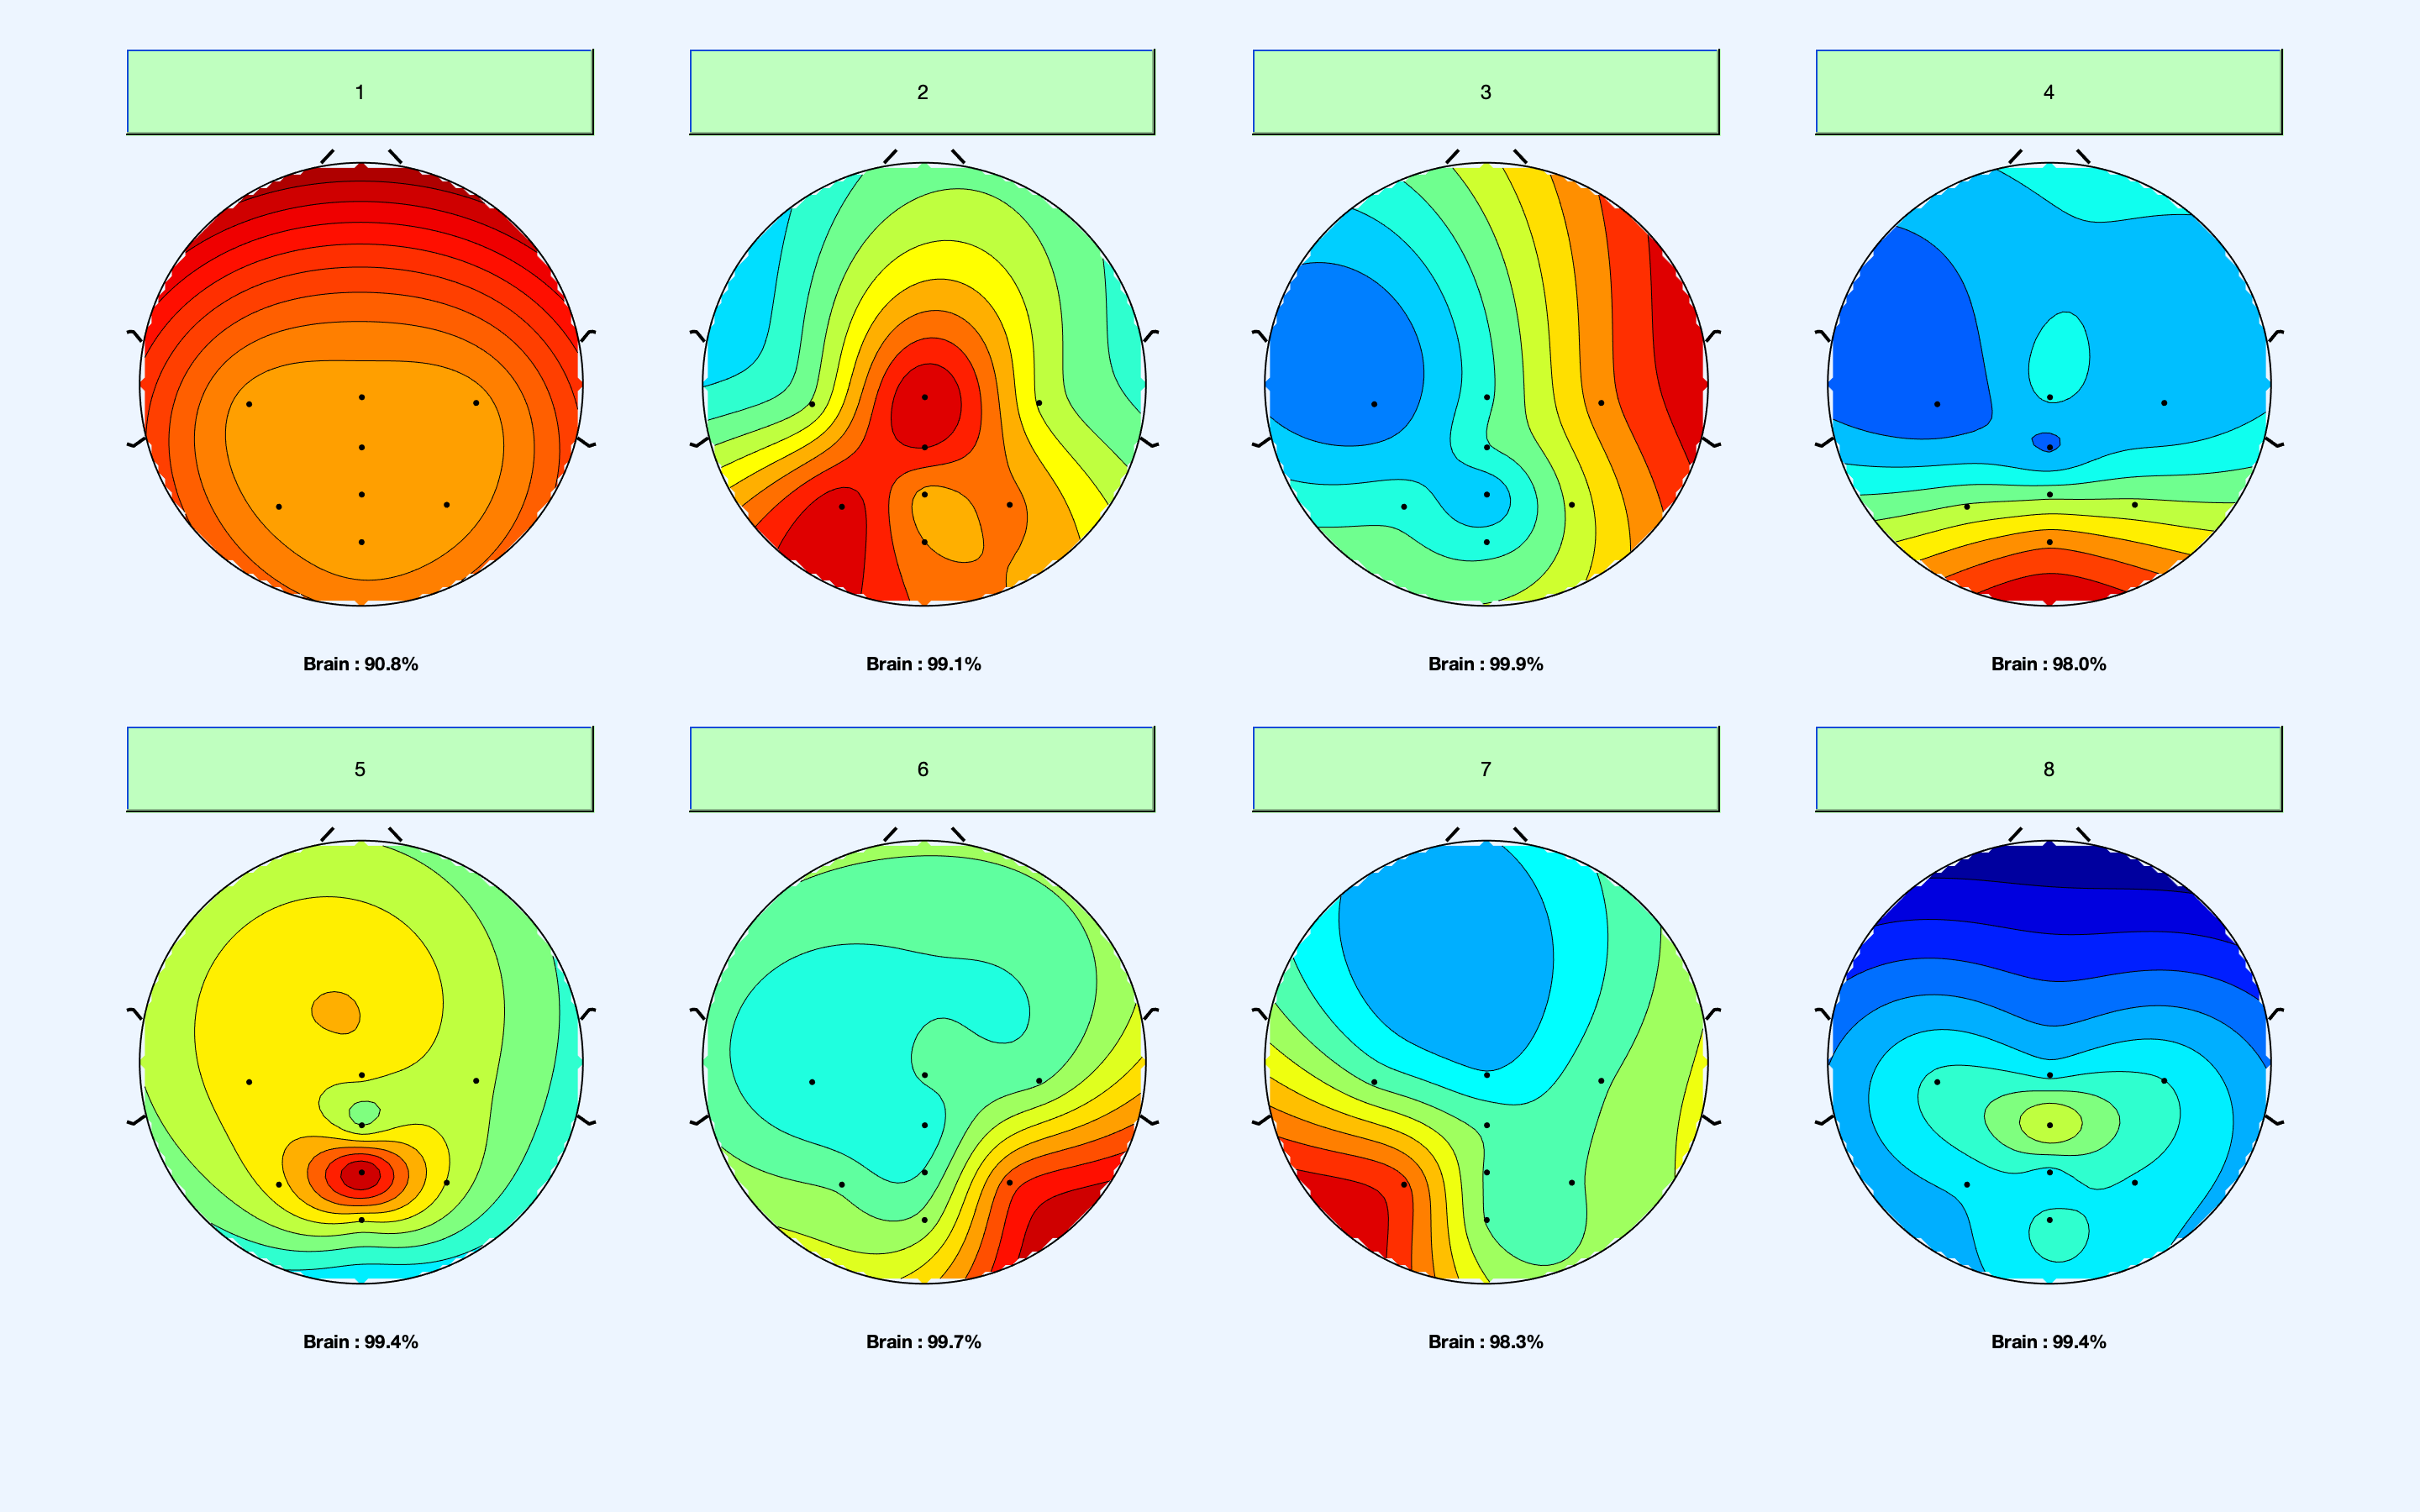 1
2
3
4
Brain : 90.8%
Brain : 99.1%
Brain : 99.9%
Brain : 98.0%
5
6
7
8
Brain : 99.4%
Brain : 99.7%
Brain : 98.3%
Brain : 99.4%